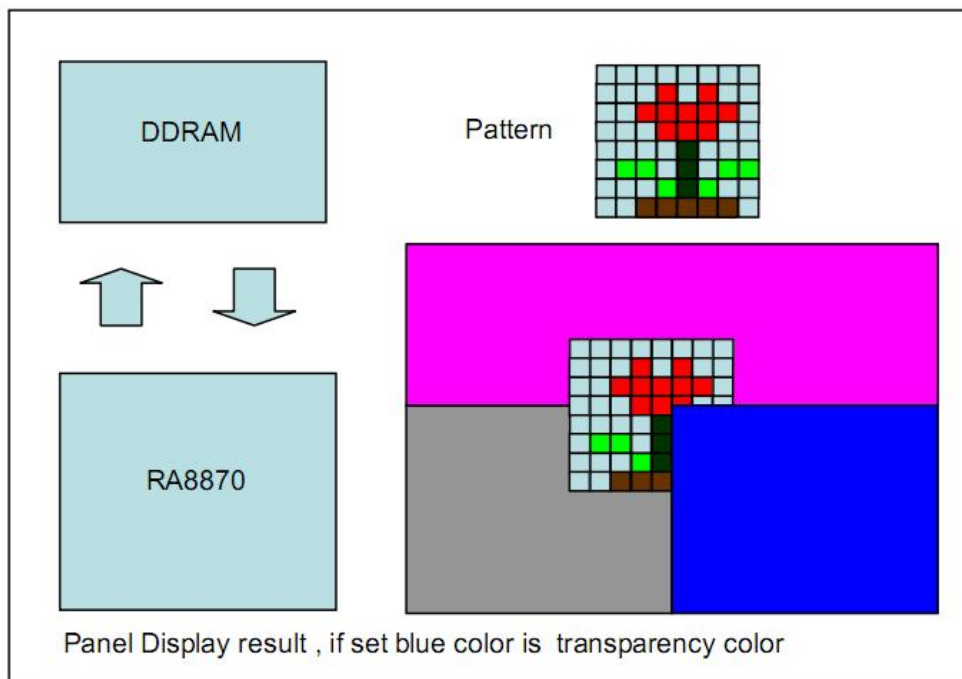 DDRAM
Pattern
RA8870
Panel Display result , if set blue color is transparency color